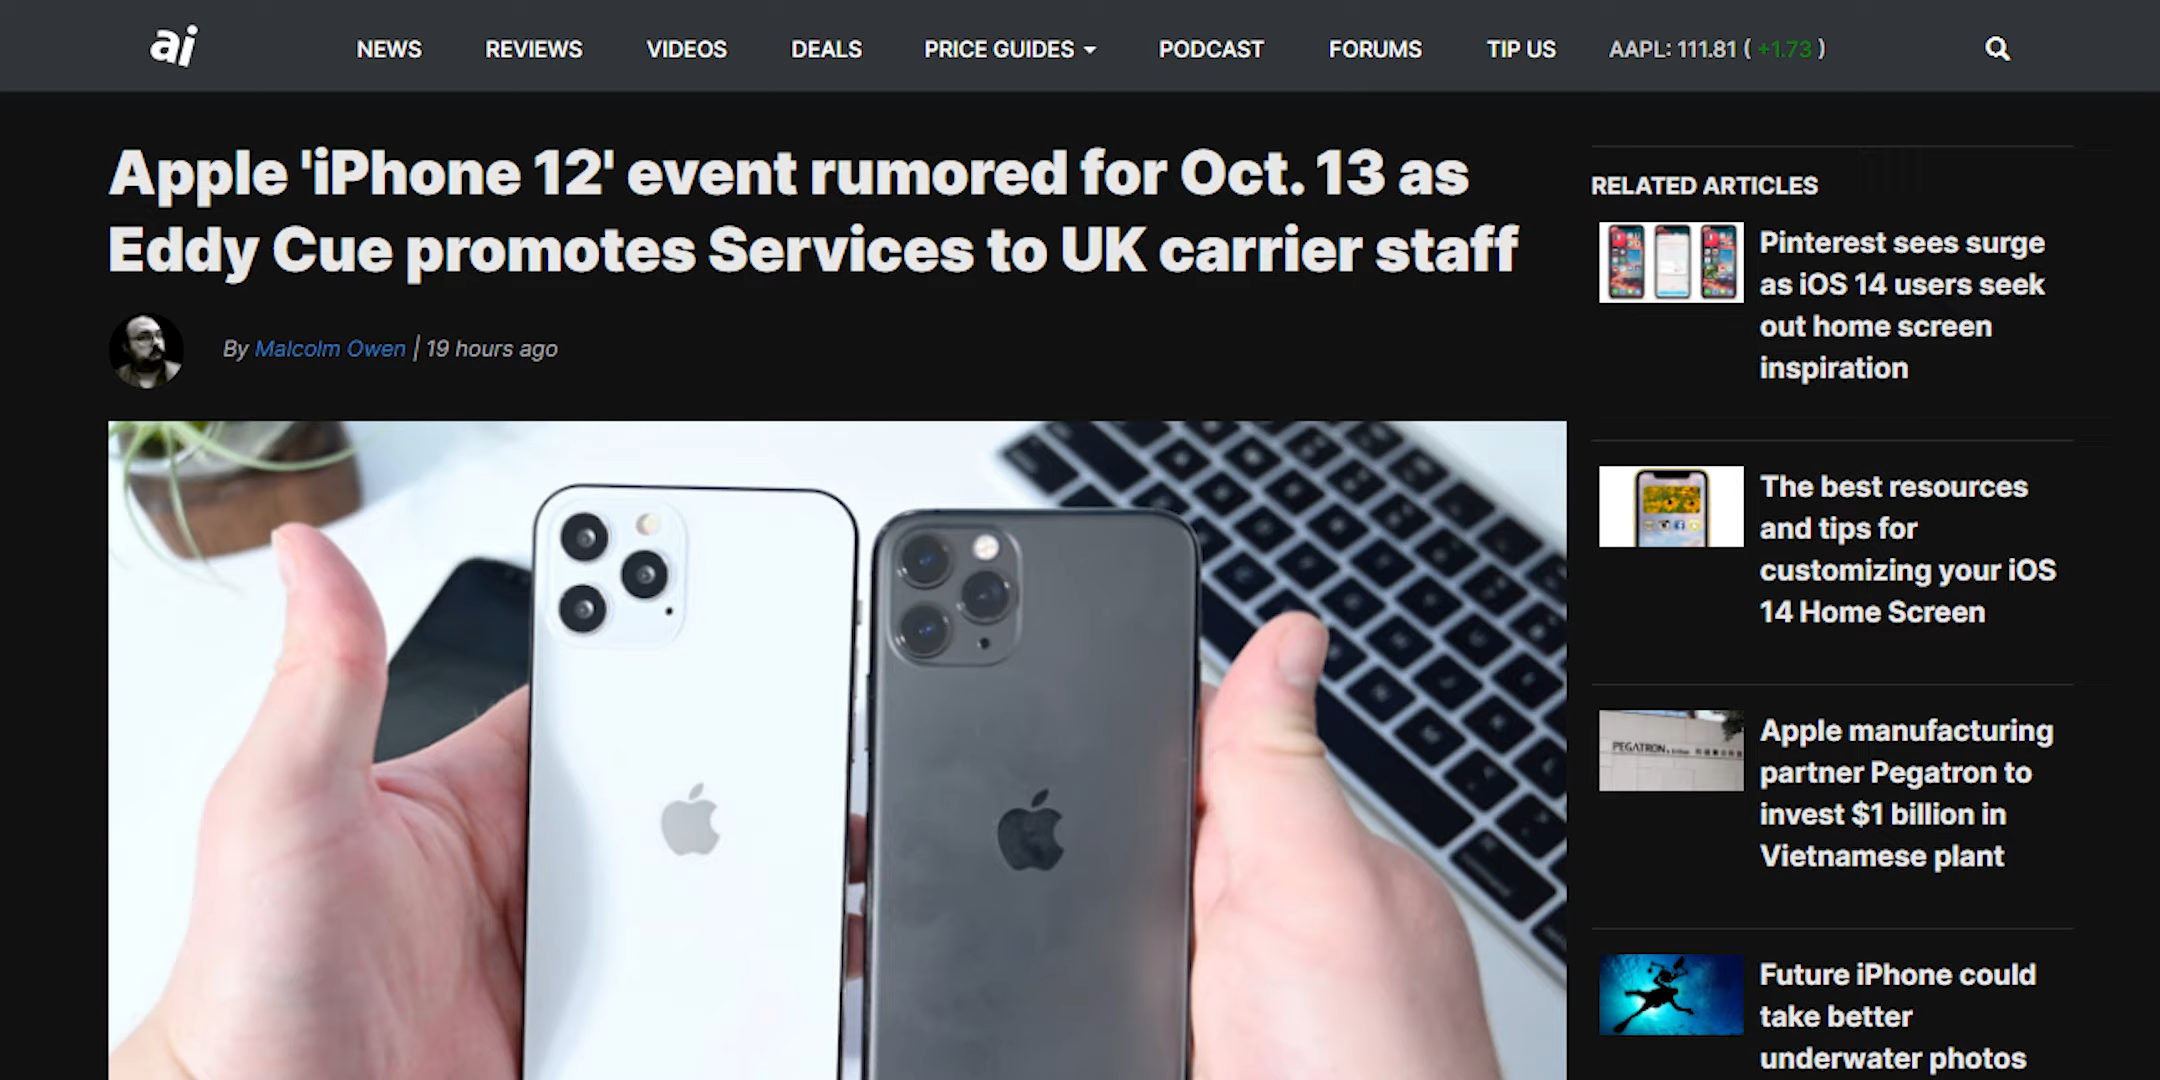 ai
NEWS
REVIEWS
VIDEOS
DEALS
PRICE GUIDES
PODCAST
FORUMS
TIP US
AAPL: 111.81 ( +1.73 )
Apple 'iPhone 12' event rumored for Oct. 13 as
Eddy Cue promotes Services to UK carrier staff
By Malcolm Owen | 19 hours ago
RELATED ARTICLES
Pinterest sees surge
as iOS 14 users seek
out home screen
inspiration
The best resources
and tips for
customizing your iOS
14 Home Screen
PEGATRON
Apple manufacturing
partner Pegatron to
invest $1 billion in
Vietnamese plant
Future iPhone could
take better
underwater photos
command